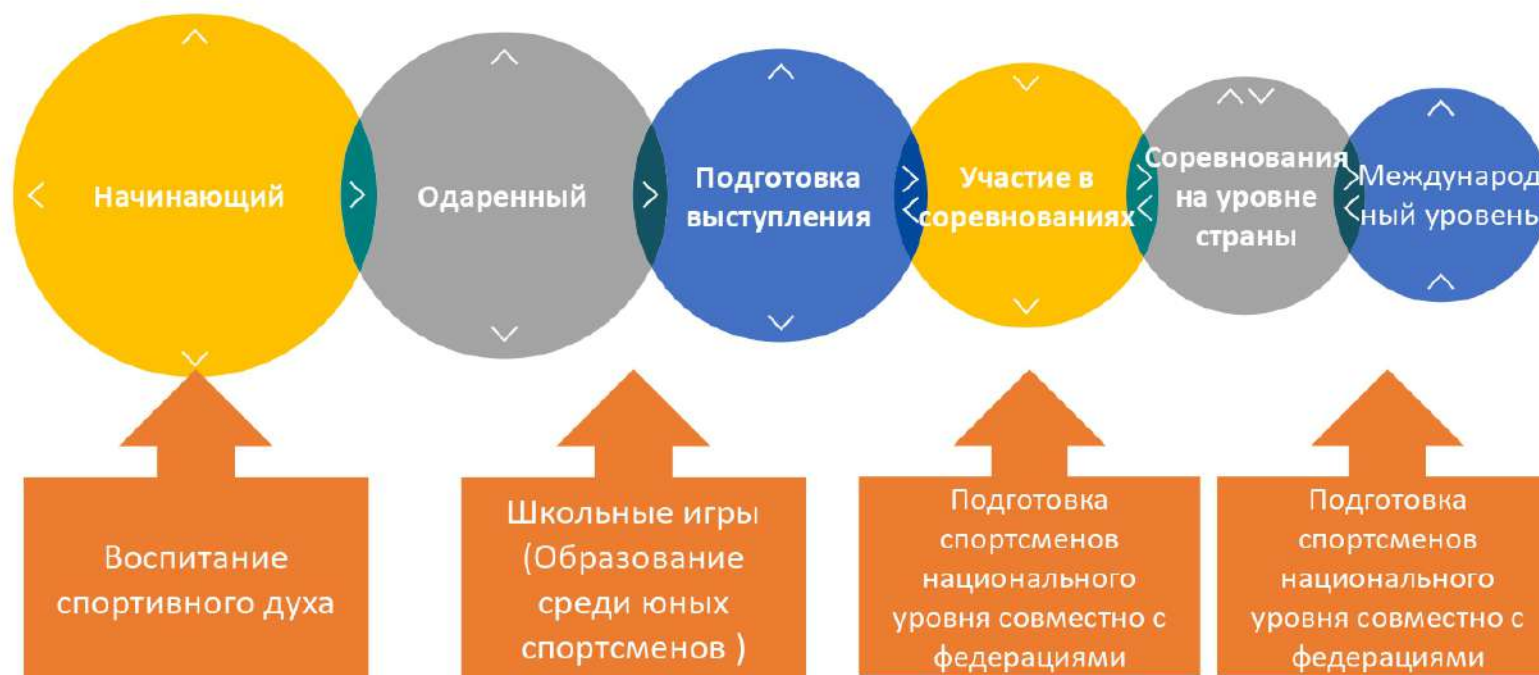 Начинающий
Одаренный
Подготовка
выступления
Участие в
соревнованиях
Соревнования
на уровне
страны
Международ
ный уровень
Воспитание
спортивного духа
Школьные игры
(Образование
среди юных
спортсменов )
Подготовка
спортсменов
национального
уровня совместно с
федерациями
Подготовка
спортсменов
национального
уровня совместно с
федерациями